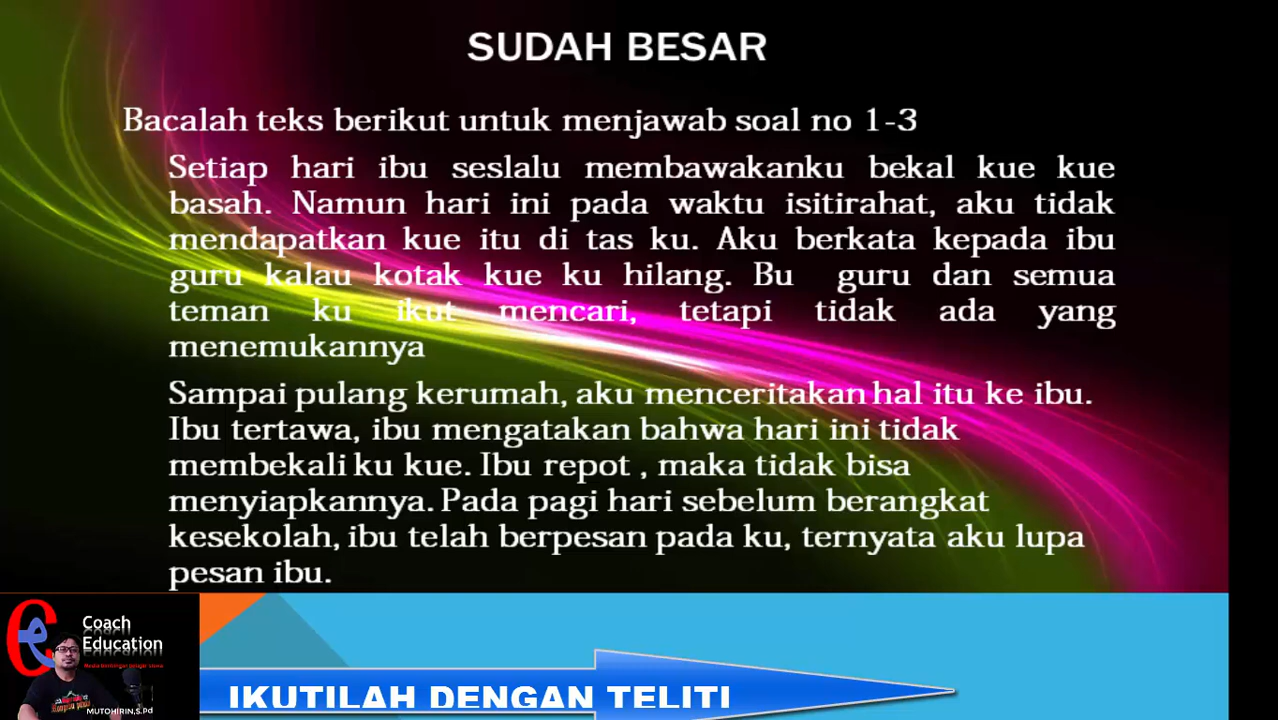 SUDAH BESAR
Bacalah teks berikut untuk menjawab soal no 1-3
Setiap hari ibu seslalu membawakanku bekal kue kue
basah. Namun hari ini pada waktu isitirahat, aku tidak
mendapatkan kue itu di tas ku. Aku berkata kepada ibu
guru kalau kotak kue ku hilang. Bu guru dan semua
teman ku ikut mencari, tetapi tidak ada yang
menemukannya
Sampai pulang kerumah, aku menceritakan hal itu ke ibu.
Ibu tertawa, ibu mengatakan bahwa hari ini tidak
membekali ku kue. Ibu repot , maka tidak bisa
menyiapkannya. Pada pagi hari sebelum berangkat
kesekolah, ibu telah berpesan pada ku, ternyata aku lupa
pesan ibu.
Coach
Education
MUTOHIRIN,S.Pd
IKUTILAH DENGAN TELITI